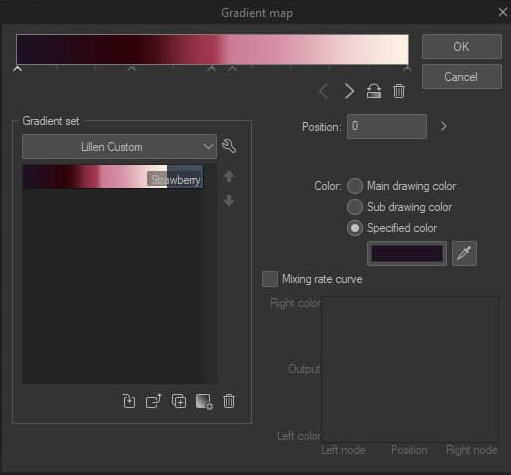 Gradient map
OK
Cancel
Gradient set
Lillen Custom
Strawberry
Position: 0
Color: Main drawing color
Sub drawing color
Specified color
Mixing rate curve
Right color
Output
Left color
Left node Position Right node